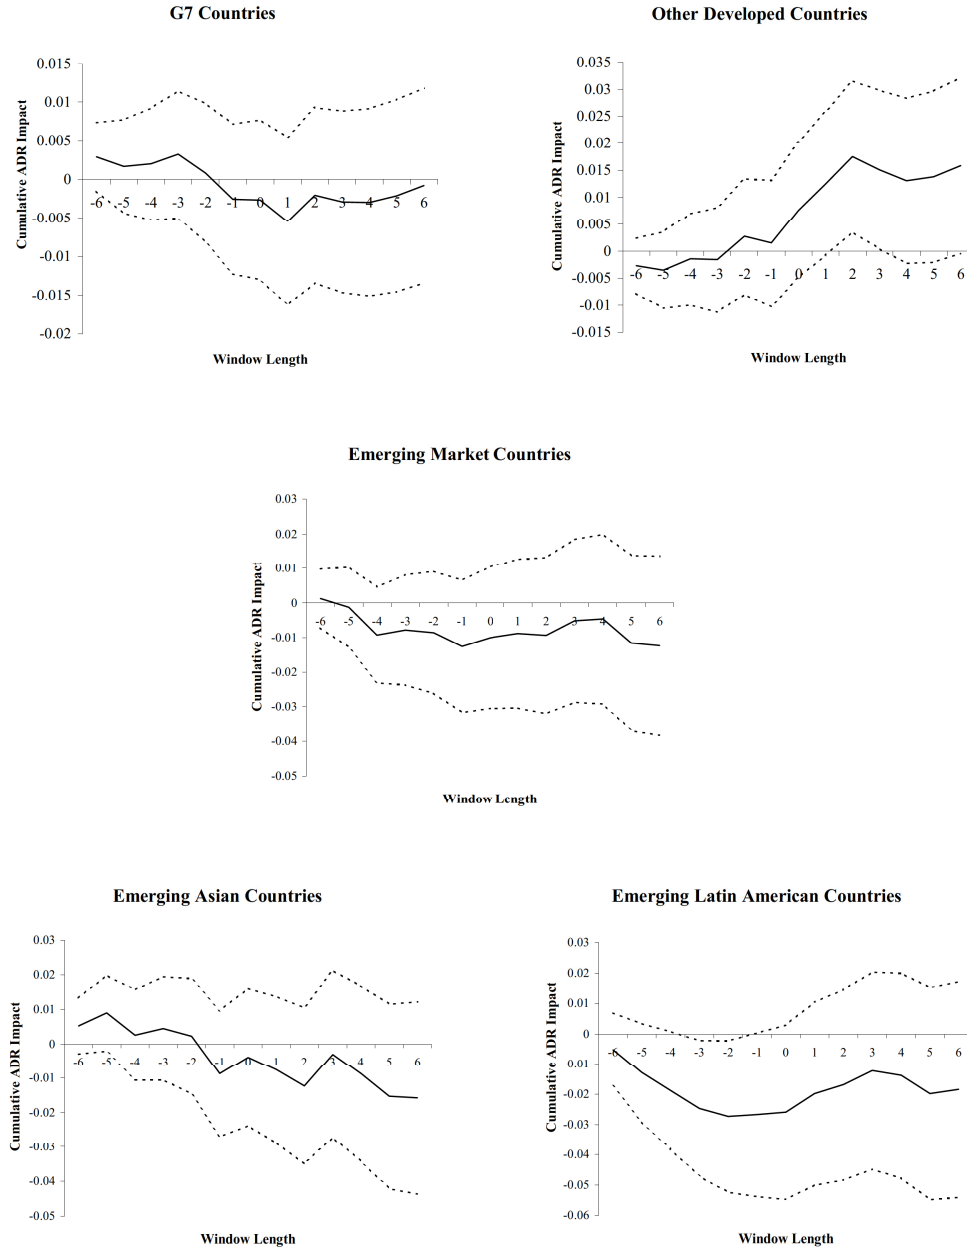 G7 Countries
Cumulative ADR Impact
0.015
0.01
0.005
0
-0.005
-0.01
-0.015
-0.02
-6 -5 -4 -3 -2 -1 0 1 2 3 4 5 6
Window Length
Other Developed Countries
Cumulative ADR Impact
0.035
0.03
0.025
0.02
0.015
0.01
0.005
0
-0.005
-0.01
-0.015
-6 -5 -4 -3 -2 -1 0 1 2 3 4 5 6
Window Length
Emerging Market Countries
Cumulative ADR Impact
0.03
0.02
0.01
0
-0.01
-0.02
-0.03
-0.04
-0.05
-6 -5 -4 -3 -2 -1 0 1 2 3 4 5 6
Window Length
Emerging Asian Countries
Cumulative ADR Impact
0.03
0.02
0.01
0
-0.01
-0.02
-0.03
-0.04
-0.05
-6 -5 -4 -3 -2 -1 0 1 2 3 4 5 6
Window Length
Emerging Latin American Countries
Cumulative ADR Impact
0.03
0.02
0.01
0
-0.01
-0.02
-0.03
-0.04
-0.05
-0.06
-6 -5 -4 -3 -2 -1 0 1 2 3 4 5 6
Window Length